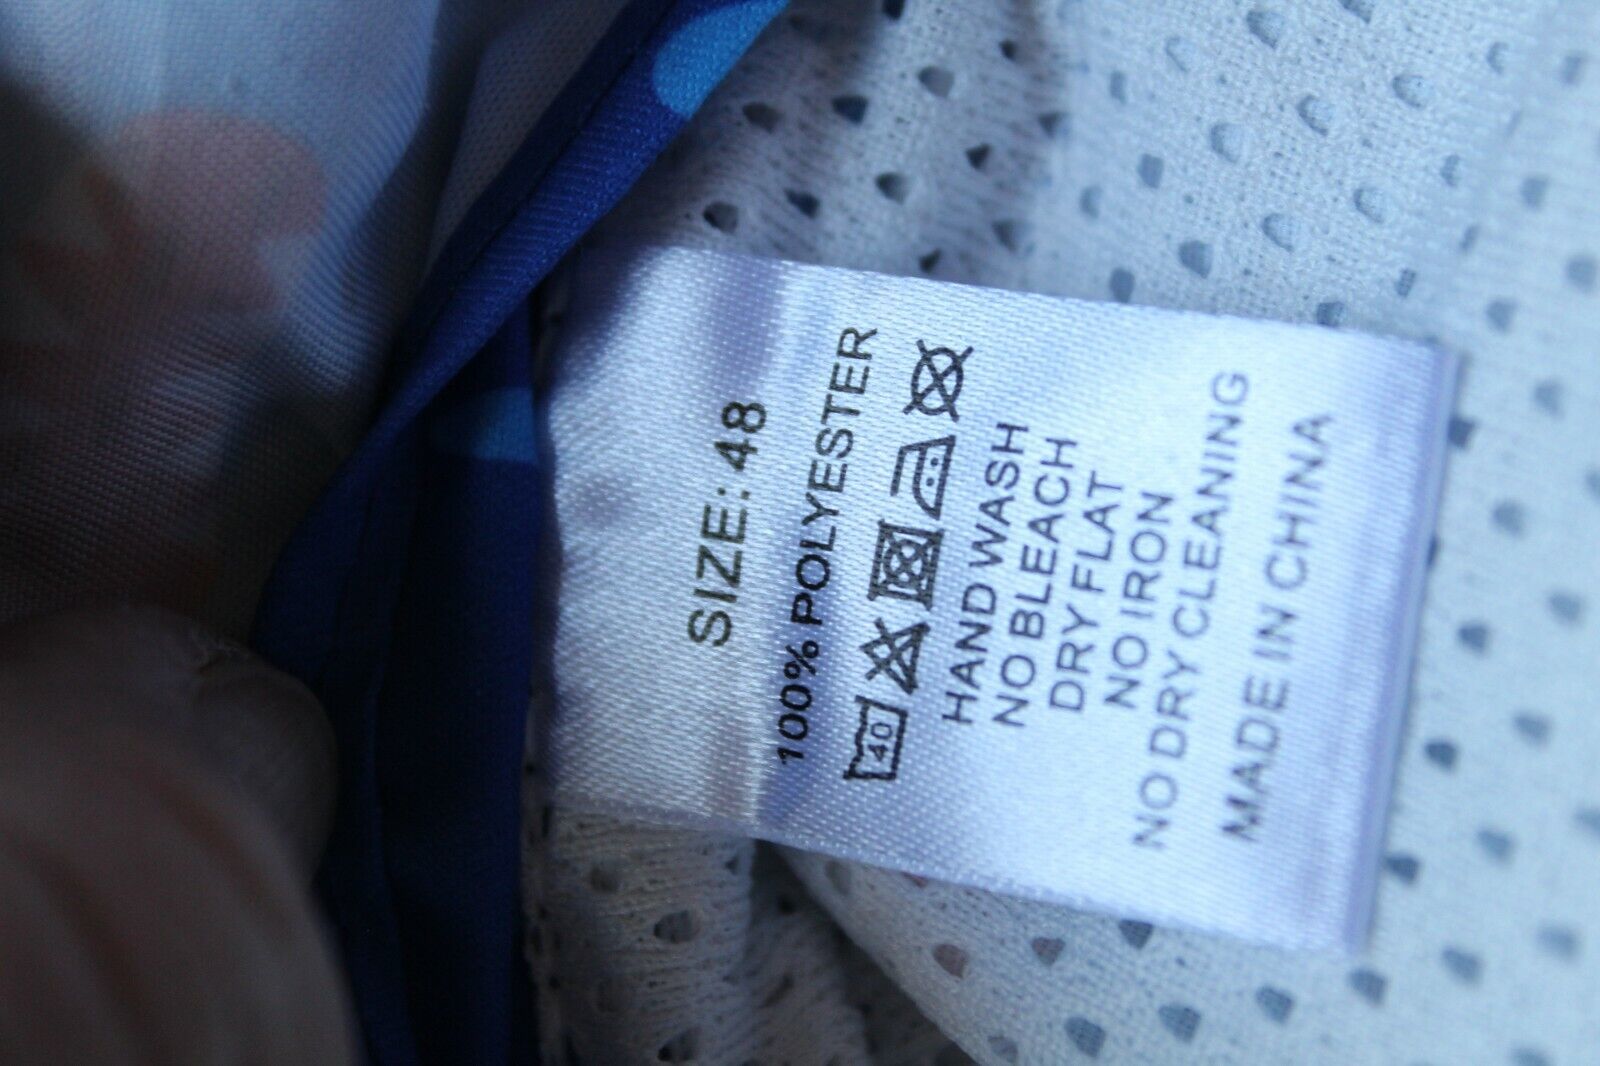 SIZE: 48
100% POLYESTER
40
HAND WASH
NO BLEACH
DRY FLAT
NO IRON
NO DRY CLEANING
MADE IN CHINA